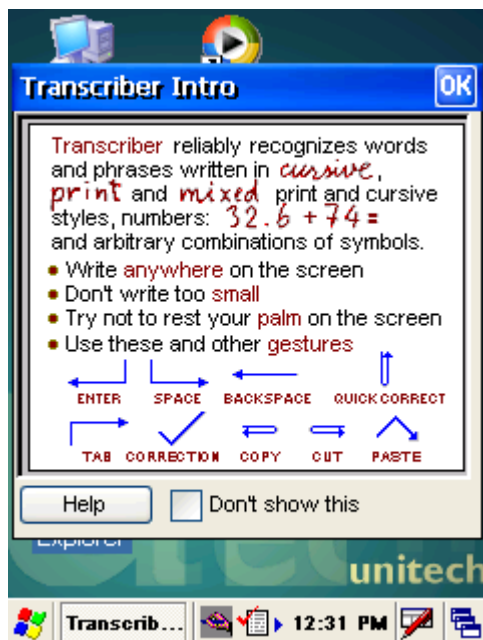 Transcriber Intro
OK
Transcriber reliably recognizes words
and phrases written in cursive,
print and mixed print and cursive
styles, numbers: 32.6 + 74 =
and arbitrary combinations of symbols.
• Write anywhere on the screen
• Don't write too small
• Try not to rest your palm on the screen
• Use these and other gestures
ENTER SPACE BACKSPACE QUICK CORRECT
TAB CORRECTION COPY CUT PASTE
Help Don't show this
Explorer
unitech
Transcrib... 12:31 PM